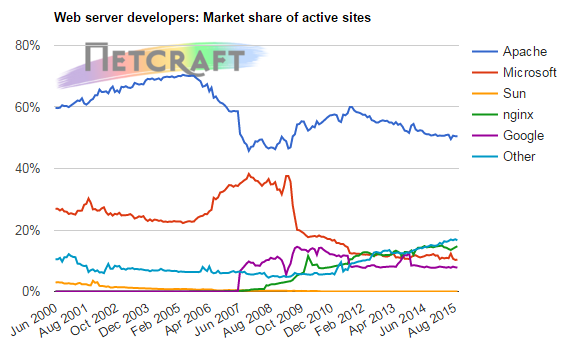 Web server developers: Market share of active sites
NETCRAFT
80%
60%
40%
20%
0%
Apache
Microsoft
Sun
nginx
Google
Other
Jun 2000
Aug 2001
Oct 2002
Dec 2003
Feb 2005
Apr 2006
Jun 2007
Aug 2008
Oct 2009
Dec 2010
Feb 2012
Apr 2013
Jun 2014
Aug 2015